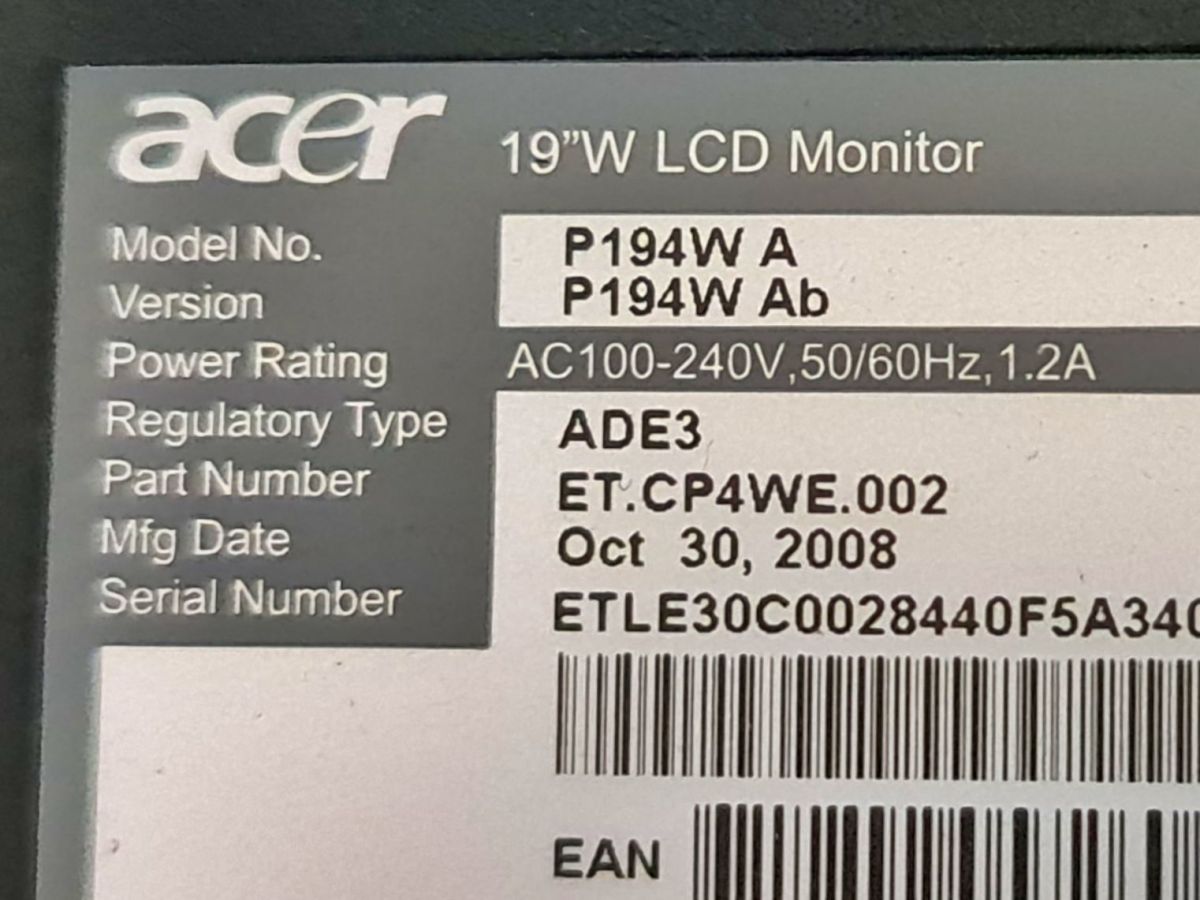 acer 19”W LCD Monitor
Model No. P194W A
Version P194W Ab
Power Rating AC100-240V,50/60Hz,1.2A
Regulatory Type ADE3
Part Number ET.CP4WE.002
Mfg Date Oct 30, 2008
Serial Number ETLE30C0028440F5A340
EAN